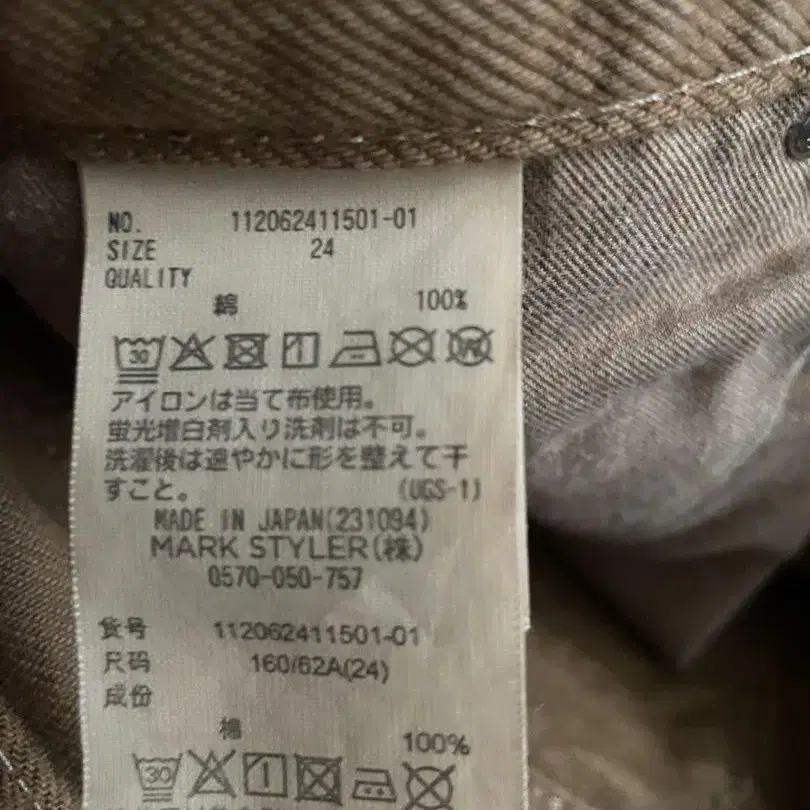 NO. 112062411501-01
SIZE 24
QUALITY
綿 100%
30
アイロンは当て布使用。
蛍光増白剤入り洗剤は不可。
洗濯後は速やかに形を整えて干
すこと。 (UGS-1)
MADE IN JAPAN(231094)
MARK STYLER(株)
0570-050-757
货号 112062411501-01
尺码 160/62A(24)
成份
棉 100%
30